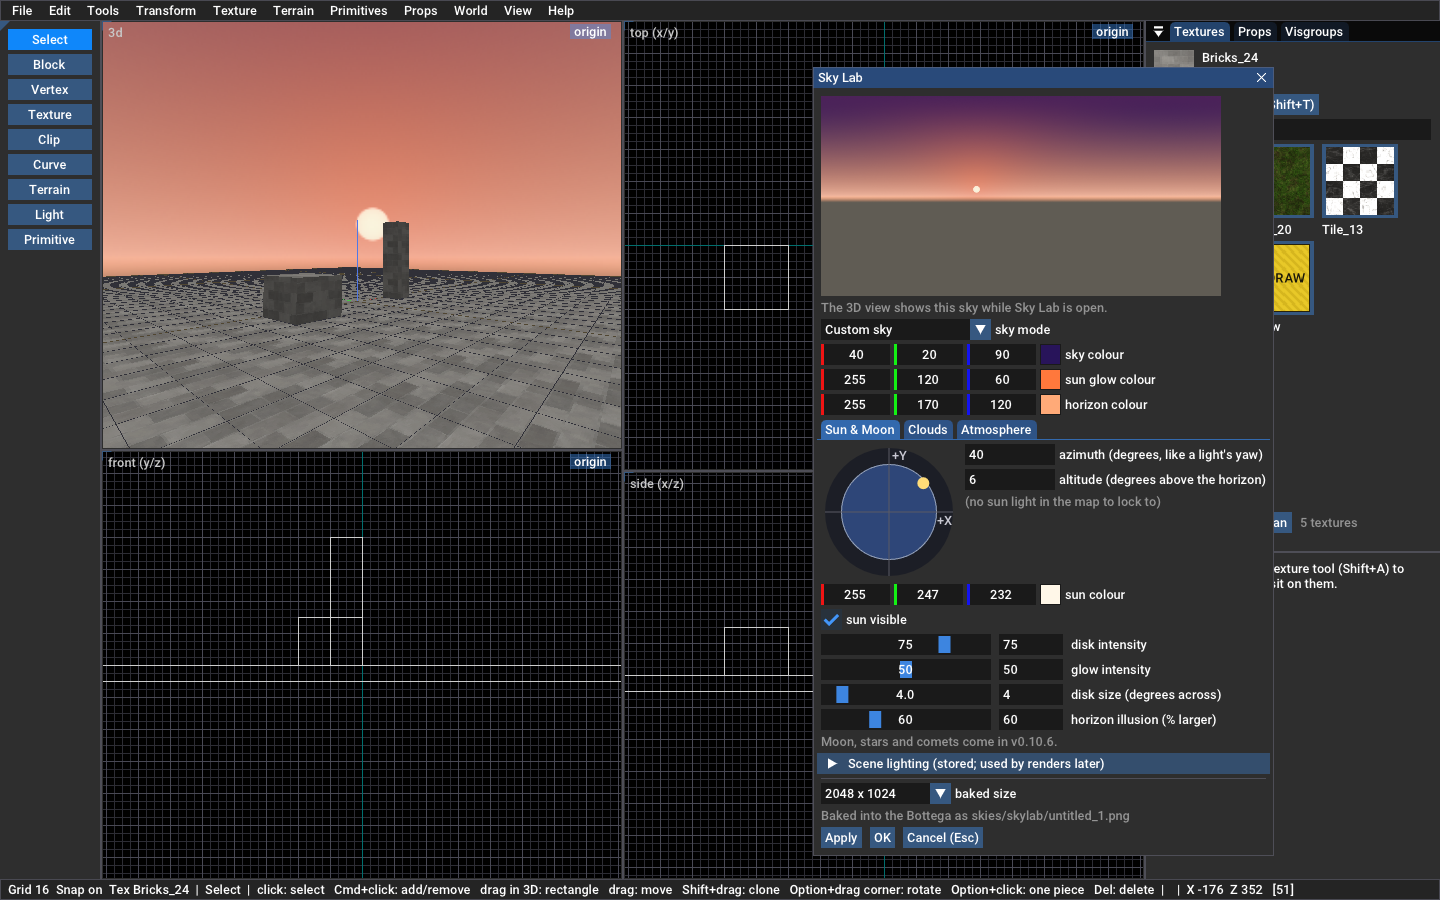 File Edit Tools Transform Texture Terrain Primitives Props World View Help
Select
Block
Vertex
Texture
Clip
Curve
Terrain
Light
Primitive
3d origin
top (x/y) origin
front (y/z) origin
side (x/z)
Textures Props Visgroups
Bricks_24
Shift+T)
_20 Tile_13
DRAW
w
an 5 textures
exture tool (Shift+A) to
sit on them.
Sky Lab
The 3D view shows this sky while Sky Lab is open.
Custom sky sky mode
40 20 90 sky colour
255 120 60 sun glow colour
255 170 120 horizon colour
Sun & Moon Clouds Atmosphere
+Y
+X
40 azimuth (degrees, like a light's yaw)
6 altitude (degrees above the horizon)
(no sun light in the map to lock to)
255 247 232 sun colour
sun visible
75 75 disk intensity
50 50 glow intensity
4.0 4 disk size (degrees across)
60 60 horizon illusion (% larger)
Moon, stars and comets come in v0.10.6.
Scene lighting (stored; used by renders later)
2048 x 1024 baked size
Baked into the Bottega as skies/skylab/untitled_1.png
Apply OK Cancel (Esc)
Grid 16 Snap on Tex Bricks_24 | Select | click: select Cmd+click: add/remove drag in 3D: rectangle drag: move Shift+drag: clone Option+drag corner: rotate Option+click: one piece Del: delete | | X -176 Z 352 [51]